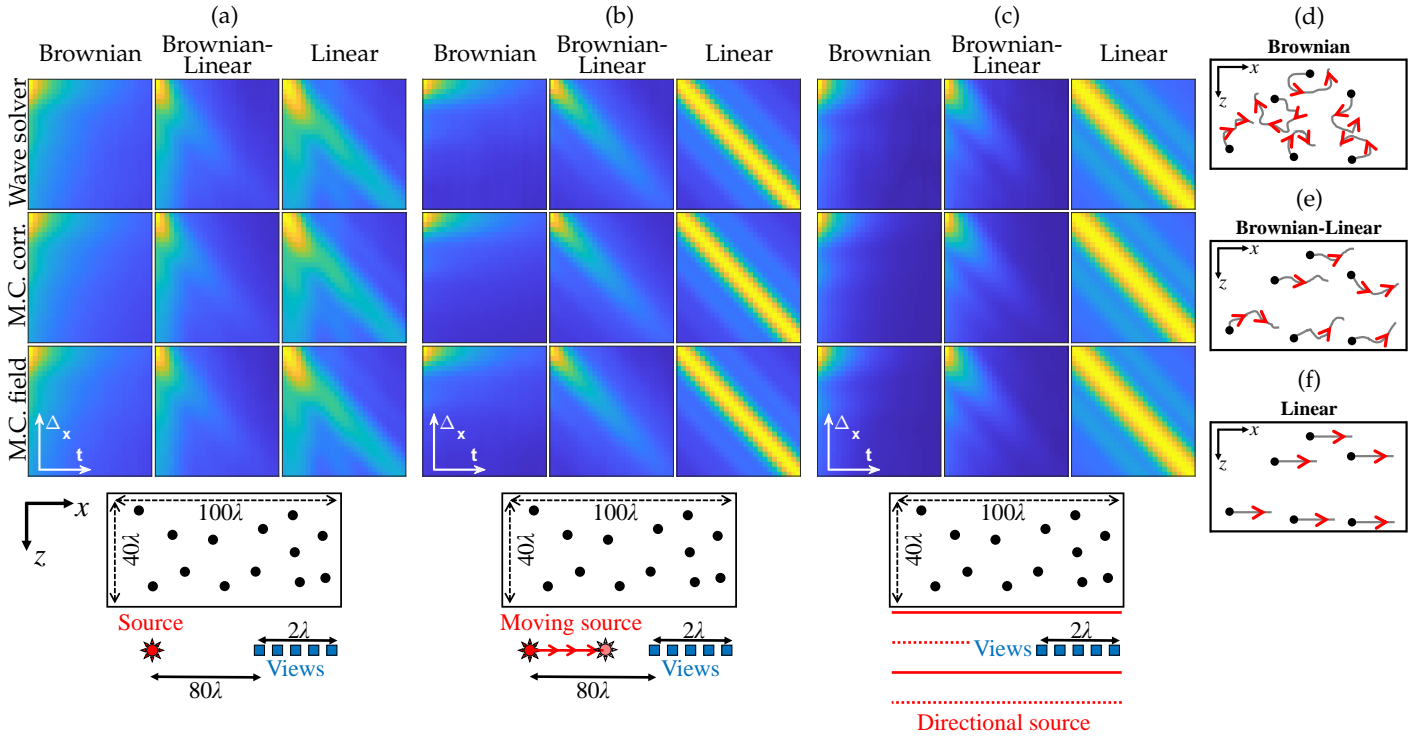 (a)
Brownian
Brownian-
Linear
Linear
Wave solver
M.C. corr.
M.C. field
Δx
t
x
z
100λ
40λ
Source
2λ
Views
80λ
(b)
Brownian
Brownian-
Linear
Linear
Δx
t
100λ
40λ
Moving source
2λ
Views
80λ
(c)
Brownian
Brownian-
Linear
Linear
Δx
t
100λ
40λ
2λ
Views
Directional source
(d)
Brownian
x
z
(e)
Brownian-Linear
x
z
(f)
Linear
x
z